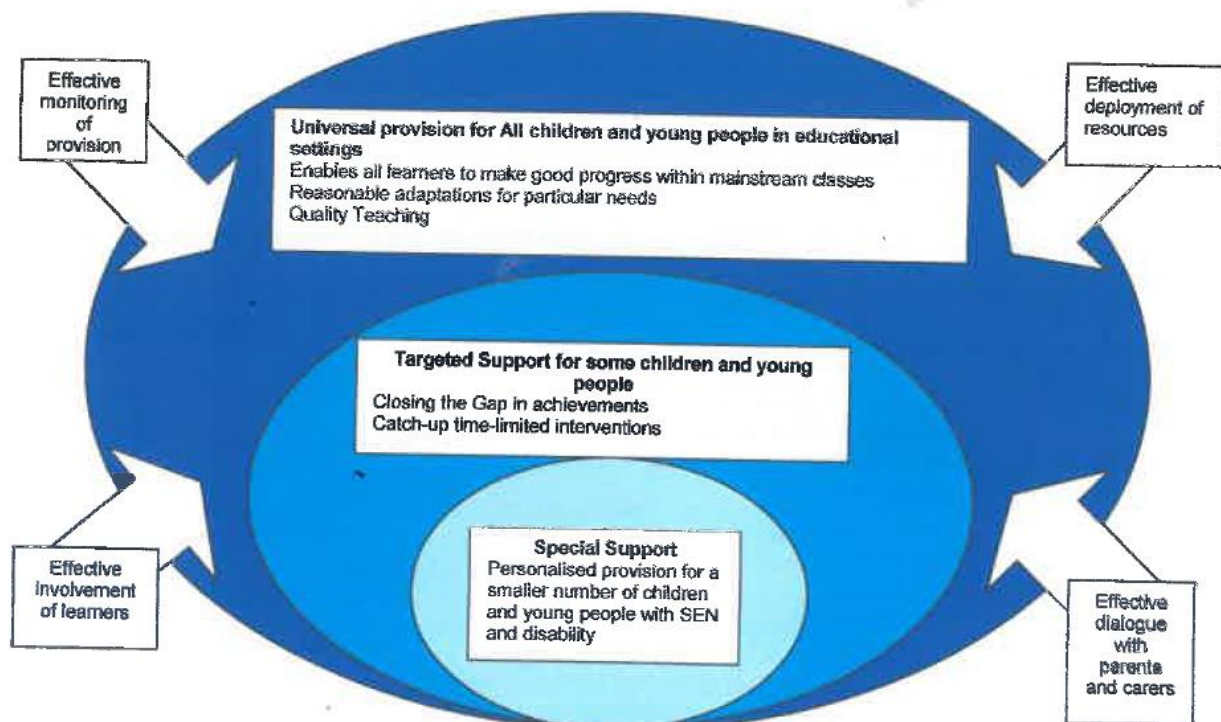 Effective
monitoring
of
provision
Effective
deployment of
resources
Universal provision for All children and young people in educational
settings
Enables all learners to make good progress within mainstream classes
Reasonable adaptations for particular needs
Quality Teaching
Targeted Support for some children and young
people
Closing the Gap in achievements
Catch-up time-limited interventions
Special Support
Personalised provision for a
smaller number of children
and young people with SEN
and disability
Effective
involvement
of learners
Effective
dialogue
with
parents
and carers